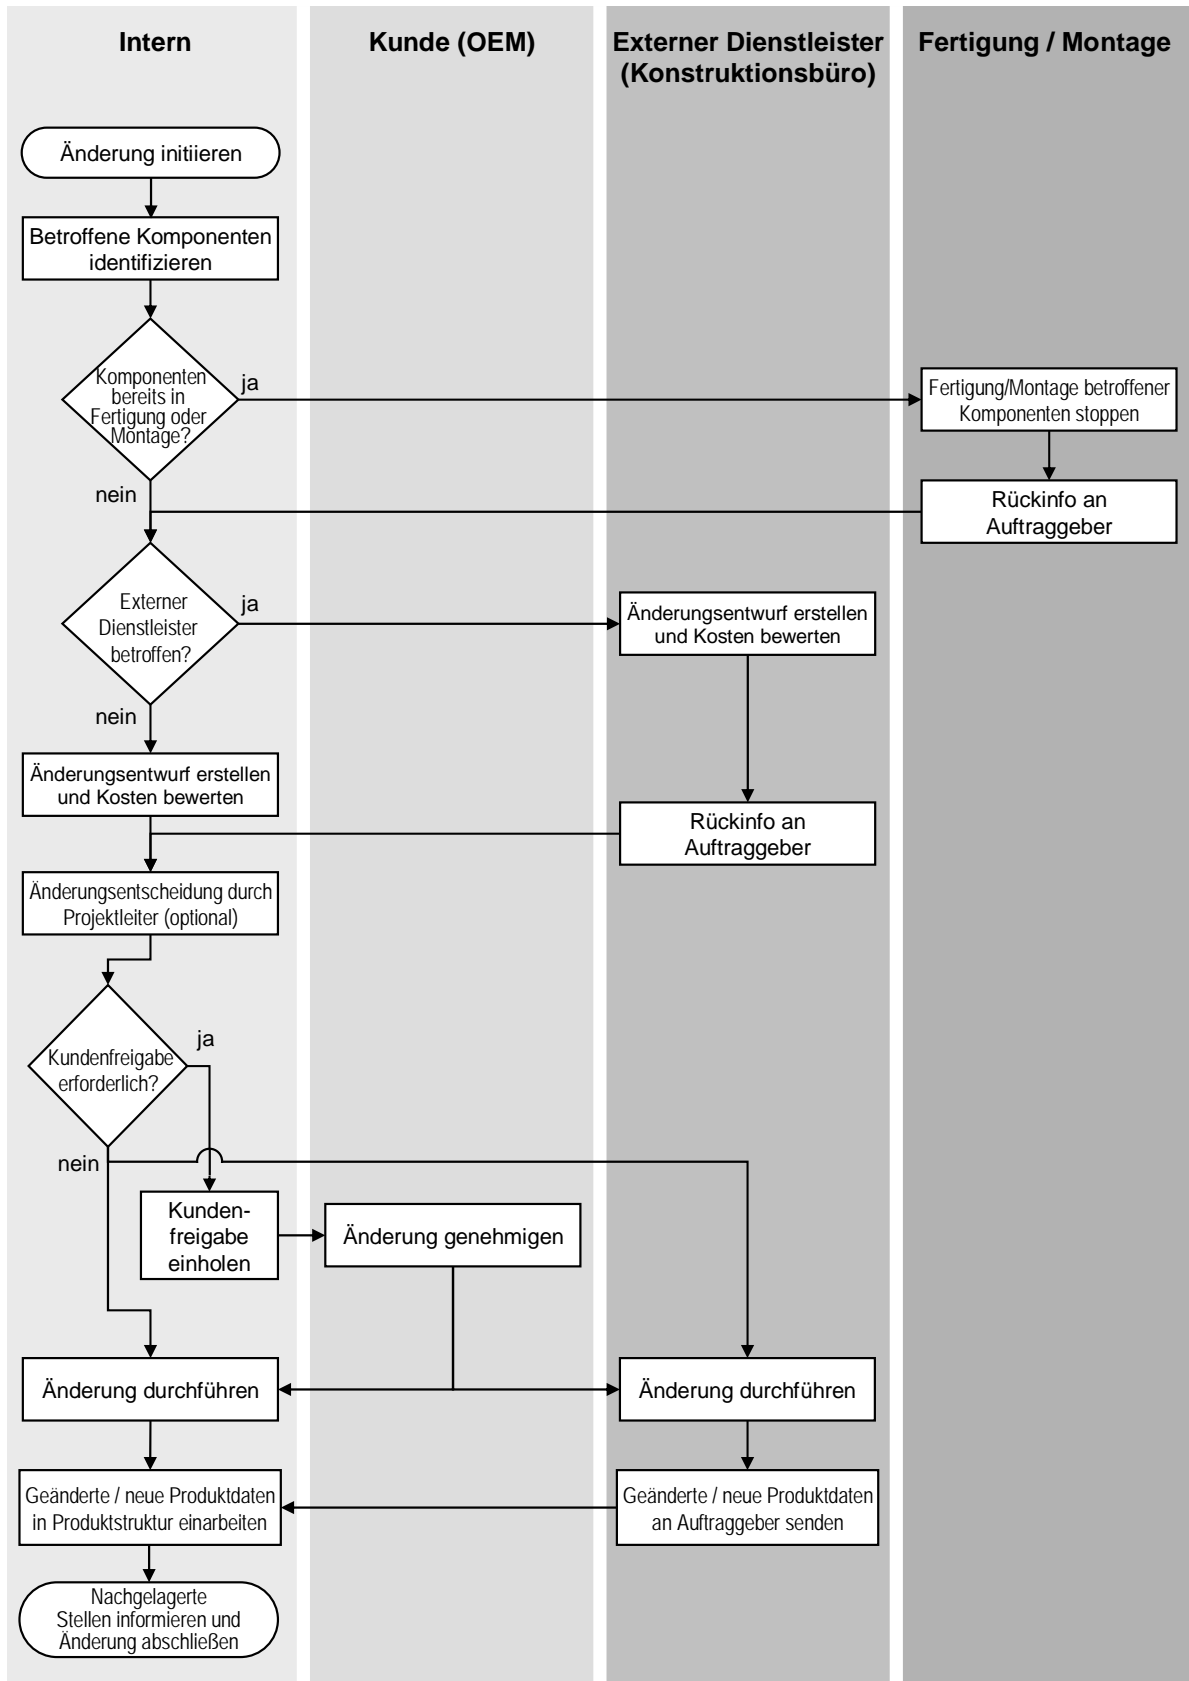 Intern
Kunde (OEM)
Externer Dienstleister
(Konstruktionsbüro)
Fertigung / Montage
Änderung initiieren
Betroffene Komponenten
identifizieren
Komponenten
bereits in
Fertigung oder
Montage?
ja
Fertigung/Montage betroffener
Komponenten stoppen
nein
Rückinfo an
Auftraggeber
Externer
Dienstleister
betroffen?
ja
Änderungsentwurf erstellen
und Kosten bewerten
nein
Änderungsentwurf erstellen
und Kosten bewerten
Rückinfo an
Auftraggeber
Änderungsentscheidung durch
Projektleiter (optional)
Kundenfreigabe
erforderlich?
ja
nein
Kunden-
freigabe
einholen
Änderung genehmigen
Änderung durchführen
Änderung durchführen
Geänderte / neue Produktdaten
in Produktstruktur einarbeiten
Geänderte / neue Produktdaten
an Auftraggeber senden
Nachgelagerte
Stellen informieren und
Änderung abschließen